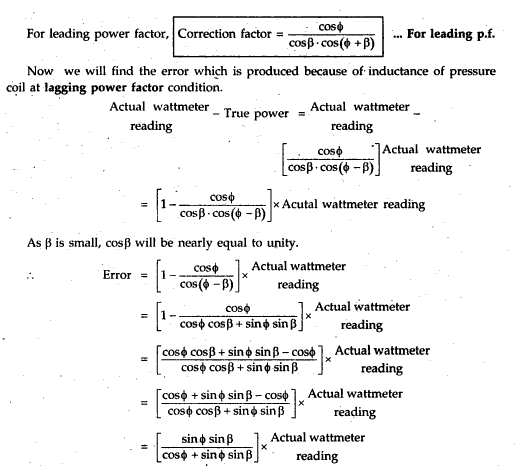 For leading power factor, Correction factor = cosϕ / cosβ·cos(ϕ + β) ... For leading p.f.
Now we will find the error which is produced because of inductance of pressure
coil at lagging power factor condition.
Actual wattmeter reading − True power = Actual wattmeter reading −
[cosϕ / cosβ·cos(ϕ − β)] Actual wattmeter reading
= [1 − cosϕ / cosβ·cos(ϕ − β)] × Acutal wattmeter reading
As β is small, cosβ will be nearly equal to unity.
∴ Error = [1 − cosϕ / cos(ϕ − β)] × Actual wattmeter reading
= [1 − cosϕ / cosϕ cosβ + sinϕ sinβ] × Actual wattmeter reading
= [cosϕ cosβ + sinϕ sinβ − cosϕ / cosϕ cosβ + sinϕ sinβ] × Actual wattmeter reading
= [cosϕ + sinϕ sinβ − cosϕ / cosϕ cosβ + sinϕ sinβ] × Actual wattmeter reading
= [sinϕ sinβ / cosϕ + sinϕ sinβ] × Actual wattmeter reading